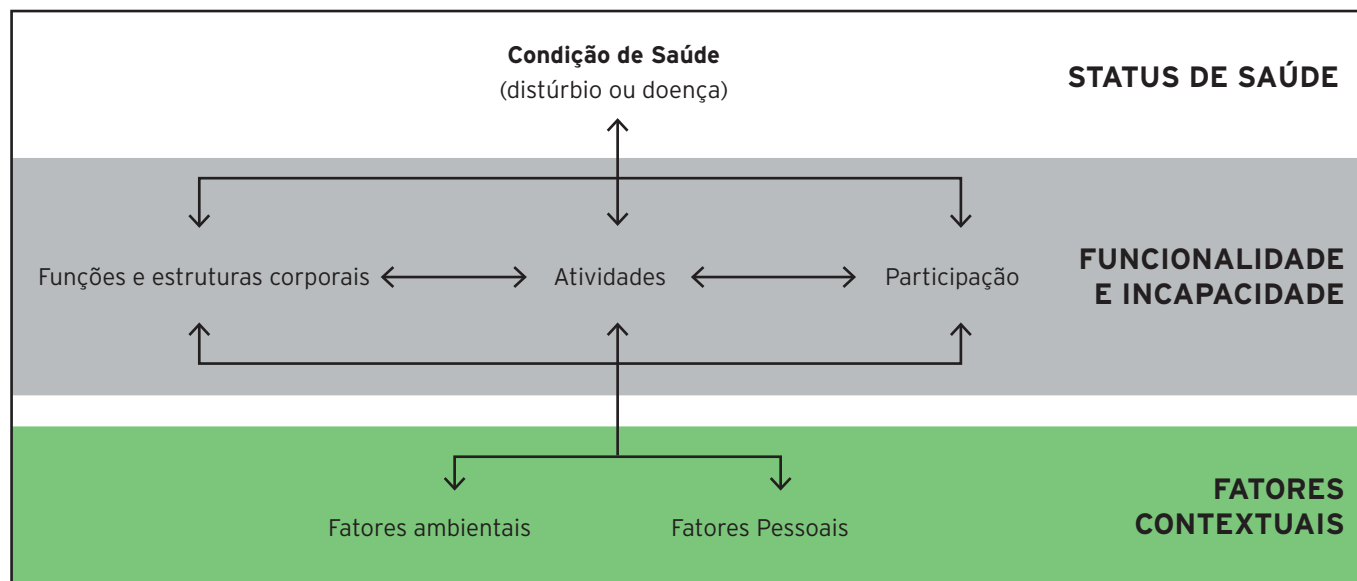 Condição de Saúde
(distúrbio ou doença)
STATUS DE SAÚDE
Funções e estruturas corporais
Atividades
Participação
FUNCIONALIDADE
E INCAPACIDADE
Fatores ambientais
Fatores Pessoais
FATORES
CONTEXTUAIS